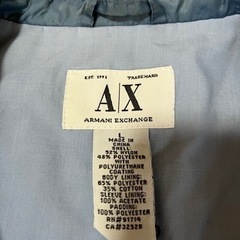 EST. 1991 TRADEMARK
A|X
ARMANI EXCHANGE
L
MADE IN
CHINA
SHELL
52% NYLON
48% POLYESTER
WITH
POLYURETHANE
COATING
BODY LINING:
65% POLYESTER
35% COTTON
SLEEVE LINING:
100% ACETATE
PADDING:
100% POLYESTER
RN#91714
CA#32528